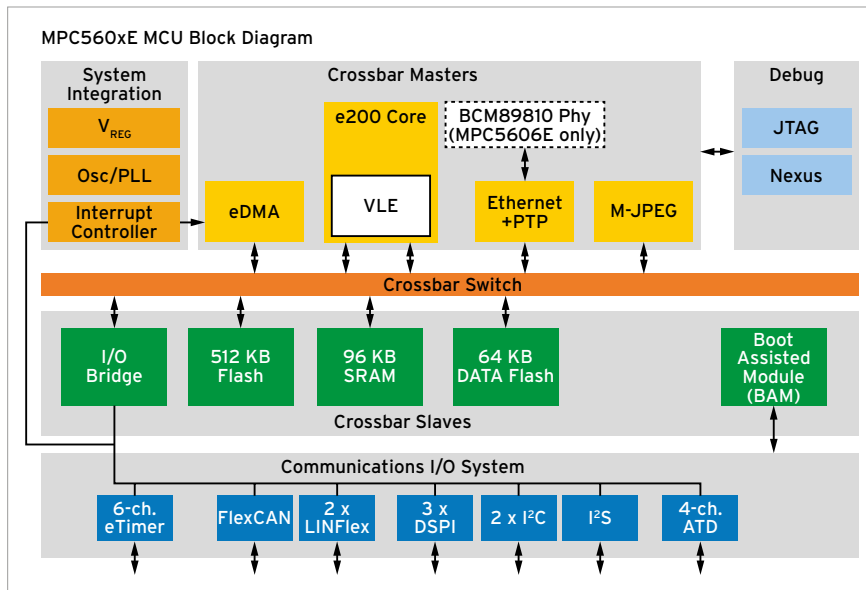 MPC560xE MCU Block Diagram
System
Integration
V_REG
Osc/PLL
Interrupt
Controller
Crossbar Masters
eDMA
e200 Core
VLE
BCM89810 Phy
(MPC5606E only)
Ethernet
+PTP
M-JPEG
Debug
JTAG
Nexus
Crossbar Switch
I/O
Bridge
512 KB
Flash
96 KB
SRAM
64 KB
DATA Flash
Boot
Assisted
Module
(BAM)
Crossbar Slaves
Communications I/O System
6-ch.
eTimer
FlexCAN
2 x
LINFlex
3 x
DSPI
2 x I²C
I²S
4-ch.
ATD